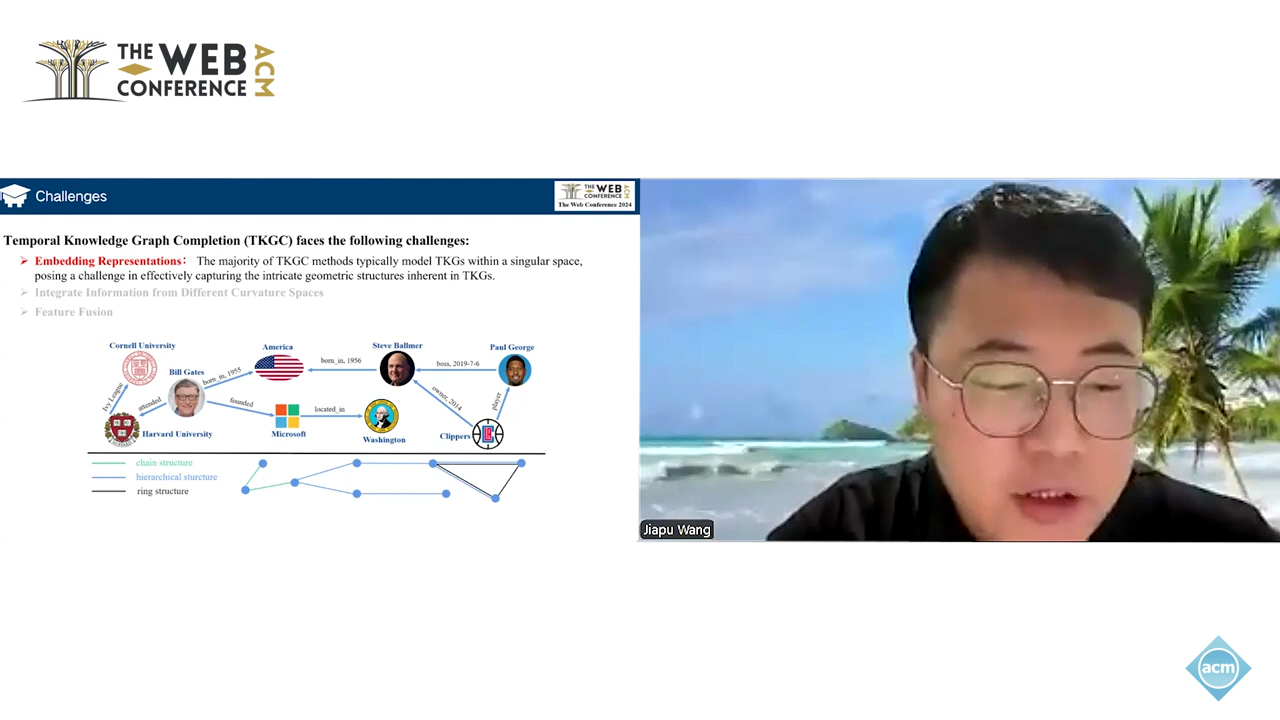 THE WEB CONFERENCE ACM
Challenges
THE WEB CONFERENCE ACM
The Web Conference 2024
Temporal Knowledge Graph Completion (TKGC) faces the following challenges:
➢ Embedding Representations： The majority of TKGC methods typically model TKGs within a singular space,
posing a challenge in effectively capturing the intricate geometric structures inherent in TKGs.
➢ Integrate Information from Different Curvature Spaces
➢ Feature Fusion
Cornell University
America
Steve Ballmer
Paul George
Bill Gates
born_in, 1955
born_in, 1956
boss, 2019-7-6
Ivy League
attended
founded
located_in
owner, 2014
player
Harvard University
Microsoft
Washington
Clippers
chain structure
hierarchical sturcture
ring structure
Jiapu Wang
acm